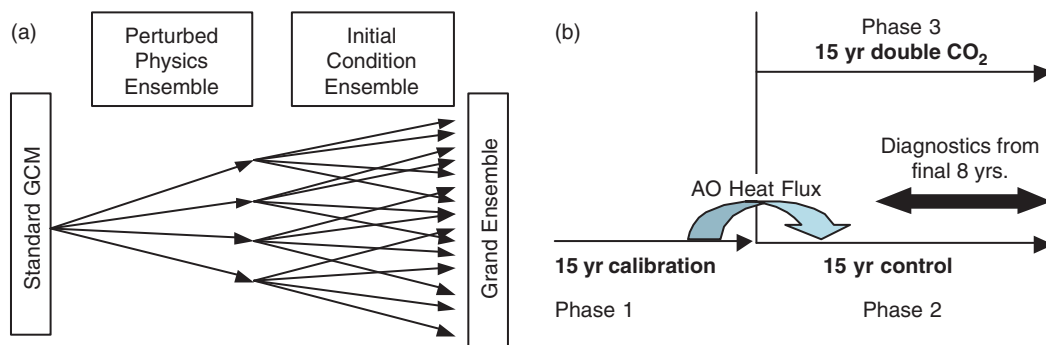 (a)
Perturbed
Physics
Ensemble
Initial
Condition
Ensemble
Standard GCM
Grand Ensemble
(b)
Phase 3
15 yr double CO₂
Diagnostics from
final 8 yrs.
AO Heat Flux
15 yr calibration
15 yr control
Phase 1
Phase 2